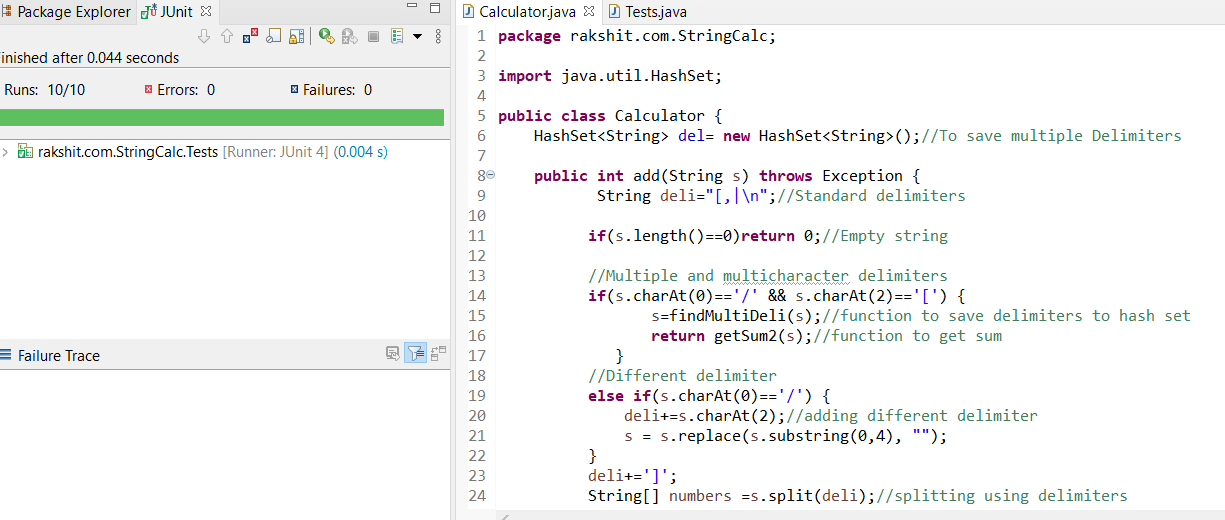 Package Explorer
JUnit
inished after 0.044 seconds
Runs: 10/10
Errors: 0
Failures: 0
rakshit.com.StringCalc.Tests [Runner: JUnit 4] (0.004 s)
Failure Trace
Calculator.java
Tests.java
1 package rakshit.com.StringCalc;
2
3 import java.util.HashSet;
4
5 public class Calculator {
6 HashSet<String> del= new HashSet<String>();//To save multiple Delimiters
7
8 public int add(String s) throws Exception {
9 String deli="[,|\n";//Standard delimiters
10
11 if(s.length()==0)return 0;//Empty string
12
13 //Multiple and multicharacter delimiters
14 if(s.charAt(0)=='/' && s.charAt(2)=='[') {
15 s=findMultiDeli(s);//function to save delimiters to hash set
16 return getSum2(s);//function to get sum
17 }
18 //Different delimiter
19 else if(s.charAt(0)=='/') {
20 deli+=s.charAt(2);//adding different delimiter
21 s = s.replace(s.substring(0,4), "");
22 }
23 deli+=']';
24 String[] numbers =s.split(deli);//splitting using delimiters